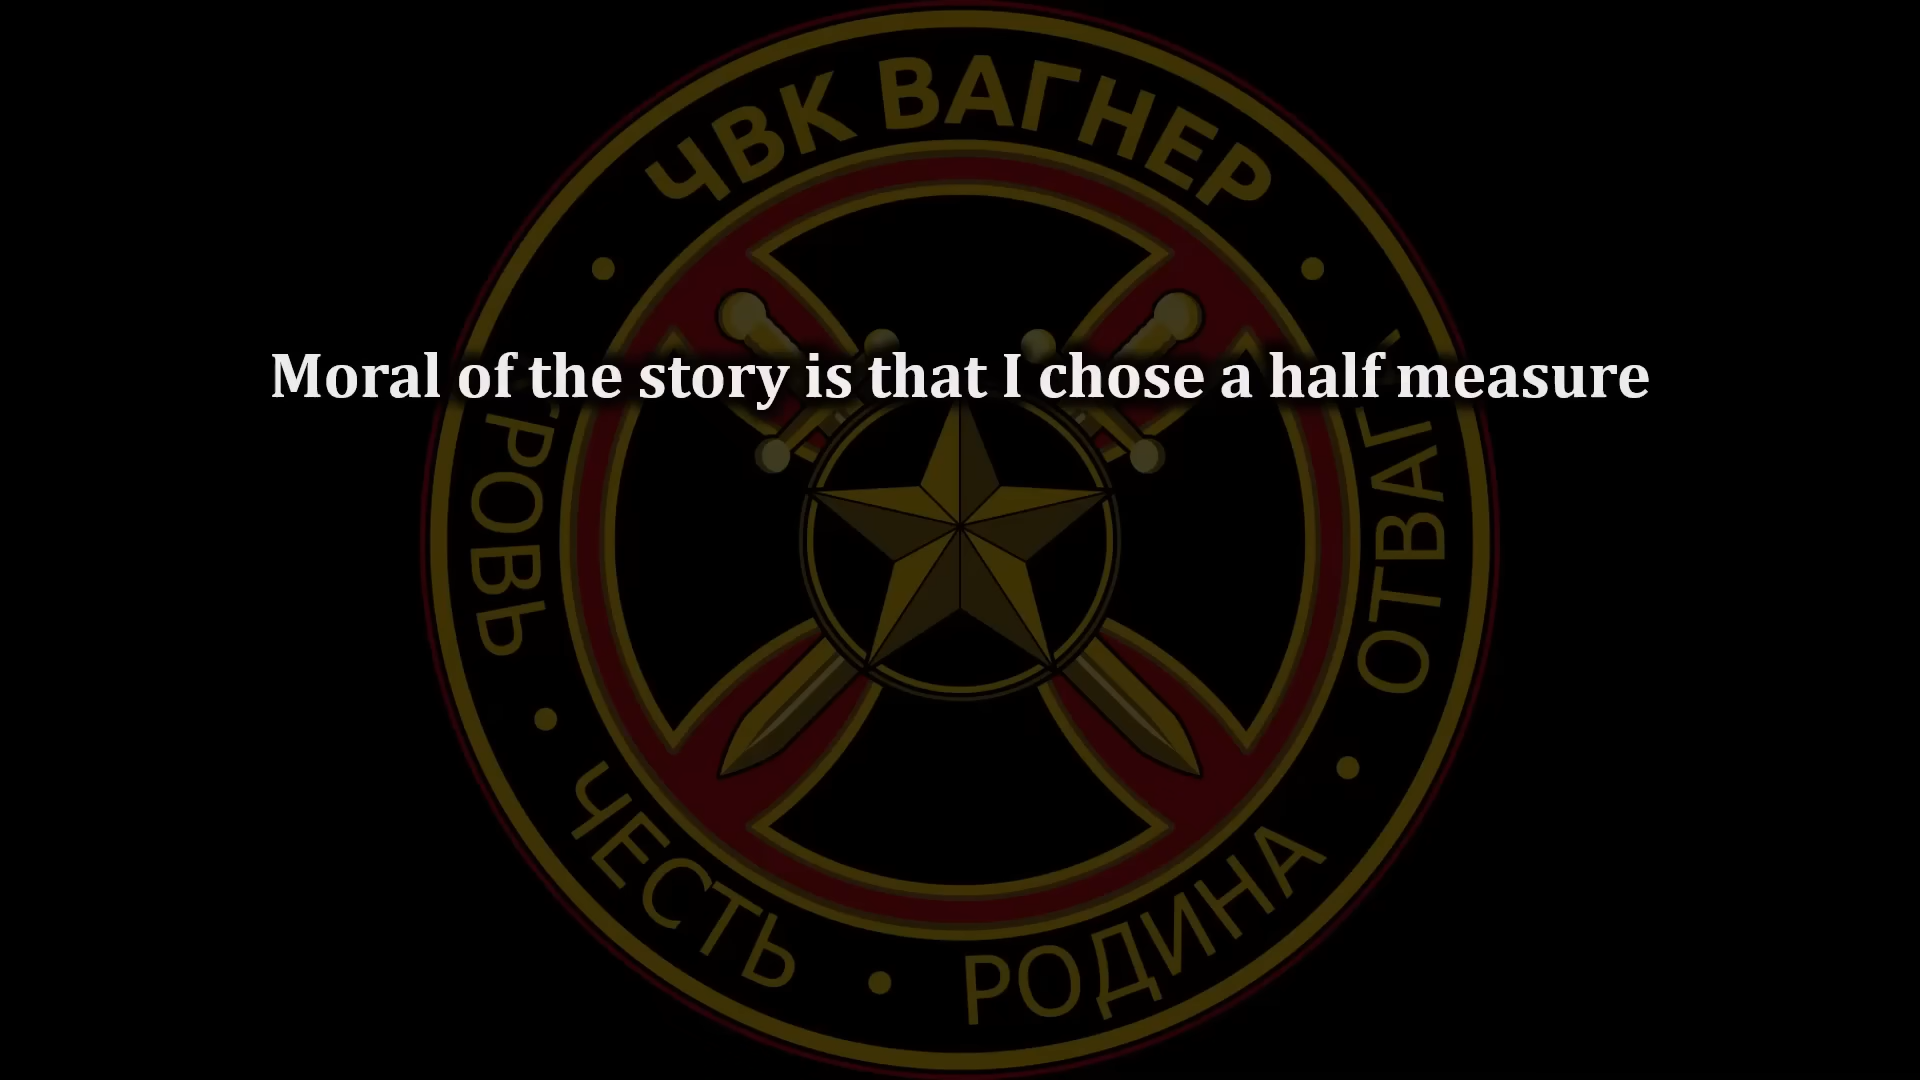 ЧВК ВАГНЕР
Moral of the story is that I chose a half measure
ЧЕСТЬ • РОДИНА